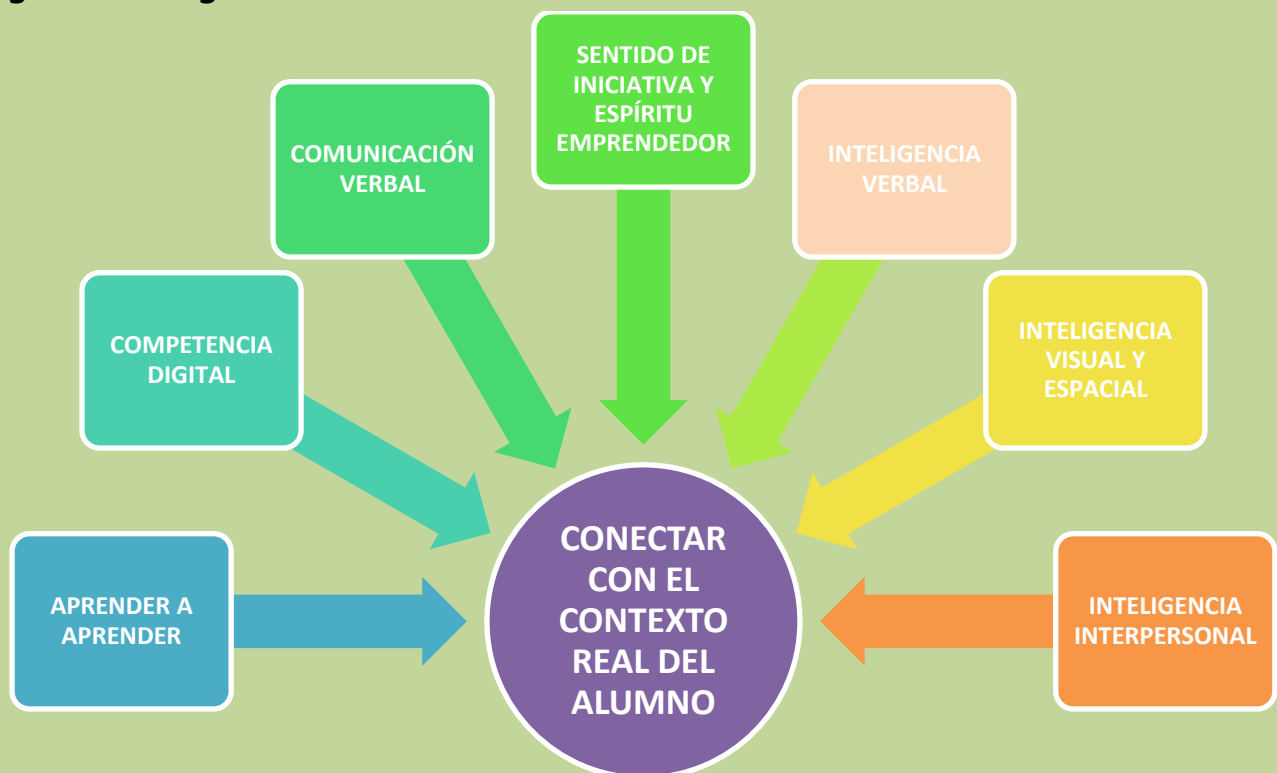 SENTIDO DE
INICIATIVA Y
ESPÍRITU
EMPRENDEDOR
COMUNICACIÓN
VERBAL
INTELIGENCIA
VERBAL
COMPETENCIA
DIGITAL
INTELIGENCIA
VISUAL Y
ESPACIAL
APRENDER A
APRENDER
CONECTAR
CON EL
CONTEXTO
REAL DEL
ALUMNO
INTELIGENCIA
INTERPERSONAL